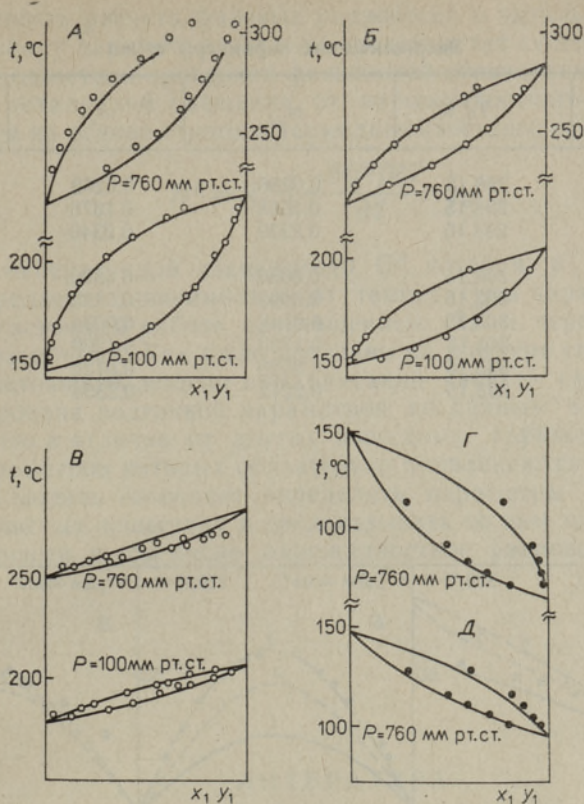 t, °C
А
300
250
P=760 мм рт.ст.
200
P=100 мм рт.ст.
150
x₁ y₁
t, °C
Б
300
250
P=760 мм рт.ст.
200
P=100 мм рт.ст.
150
x₁ y₁
t, °C
В
250
P=760 мм рт.ст.
P=100 мм рт.ст.
200
x₁ y₁
150
Г
t, °C
100
P=760 мм рт.ст.
150
Д
100
P=760 мм рт.ст.
x₁ y₁